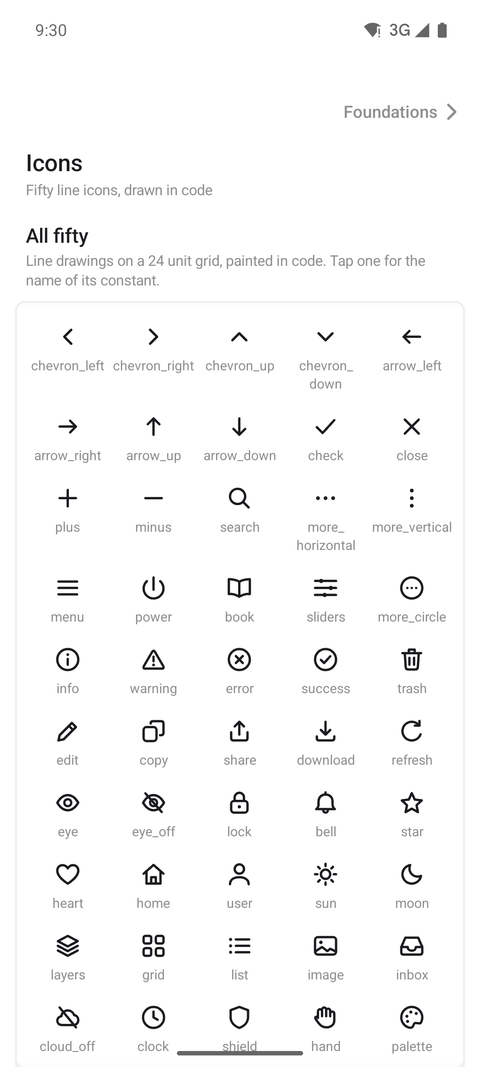 9:30
3G
Foundations
Icons
Fifty line icons, drawn in code
All fifty
Line drawings on a 24 unit grid, painted in code. Tap one for the
name of its constant.
chevron_left chevron_right chevron_up chevron_
down arrow_left
arrow_right arrow_up arrow_down check close
plus minus search more_
horizontal more_vertical
menu power book sliders more_circle
info warning error success trash
edit copy share download refresh
eye eye_off lock bell star
heart home user sun moon
layers grid list image inbox
cloud_off clock shield hand palette